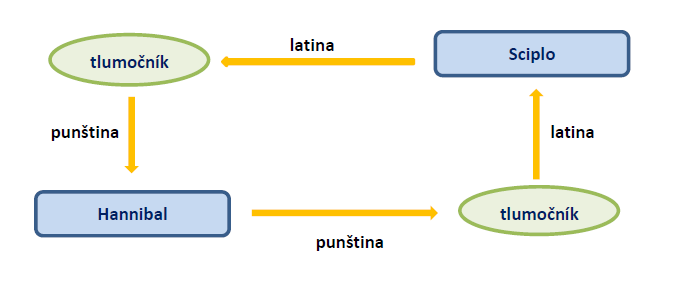 latina
Sciplo
tlumočník
punština
latina
Hannibal
tlumočník
punština